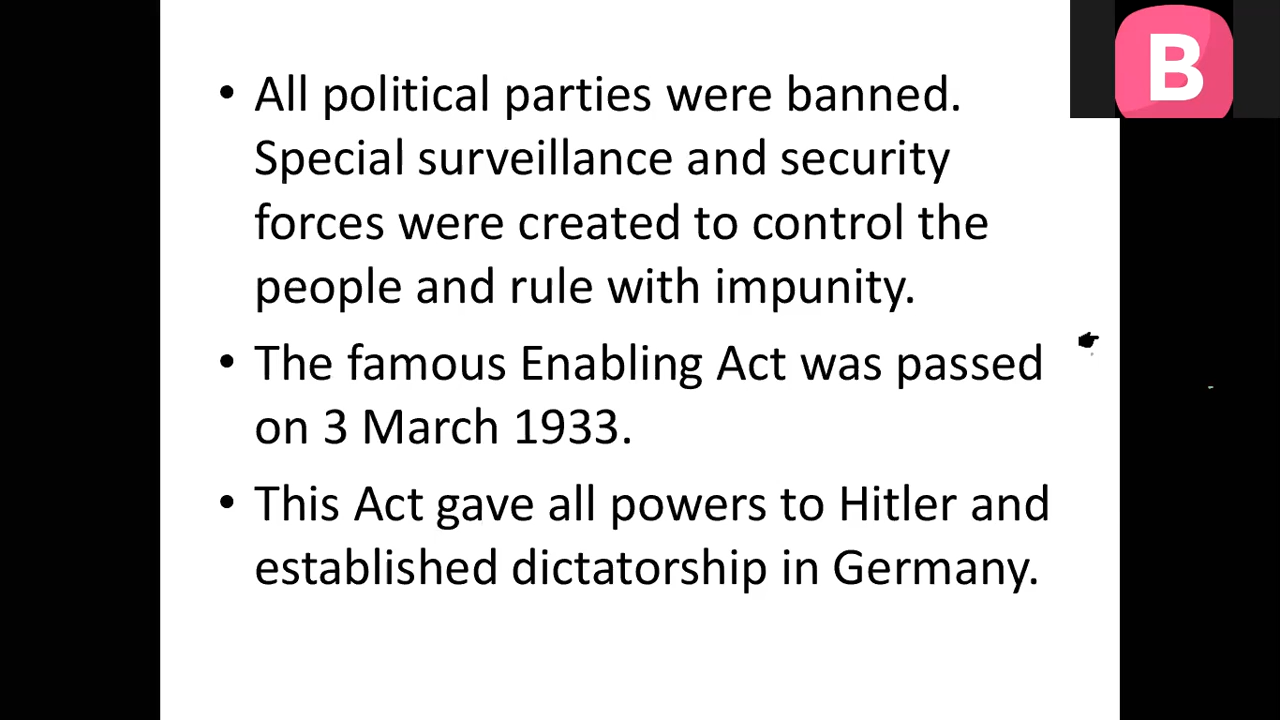 B
• All political parties were banned.
Special surveillance and security
forces were created to control the
people and rule with impunity.
• The famous Enabling Act was passed
on 3 March 1933.
• This Act gave all powers to Hitler and
established dictatorship in Germany.